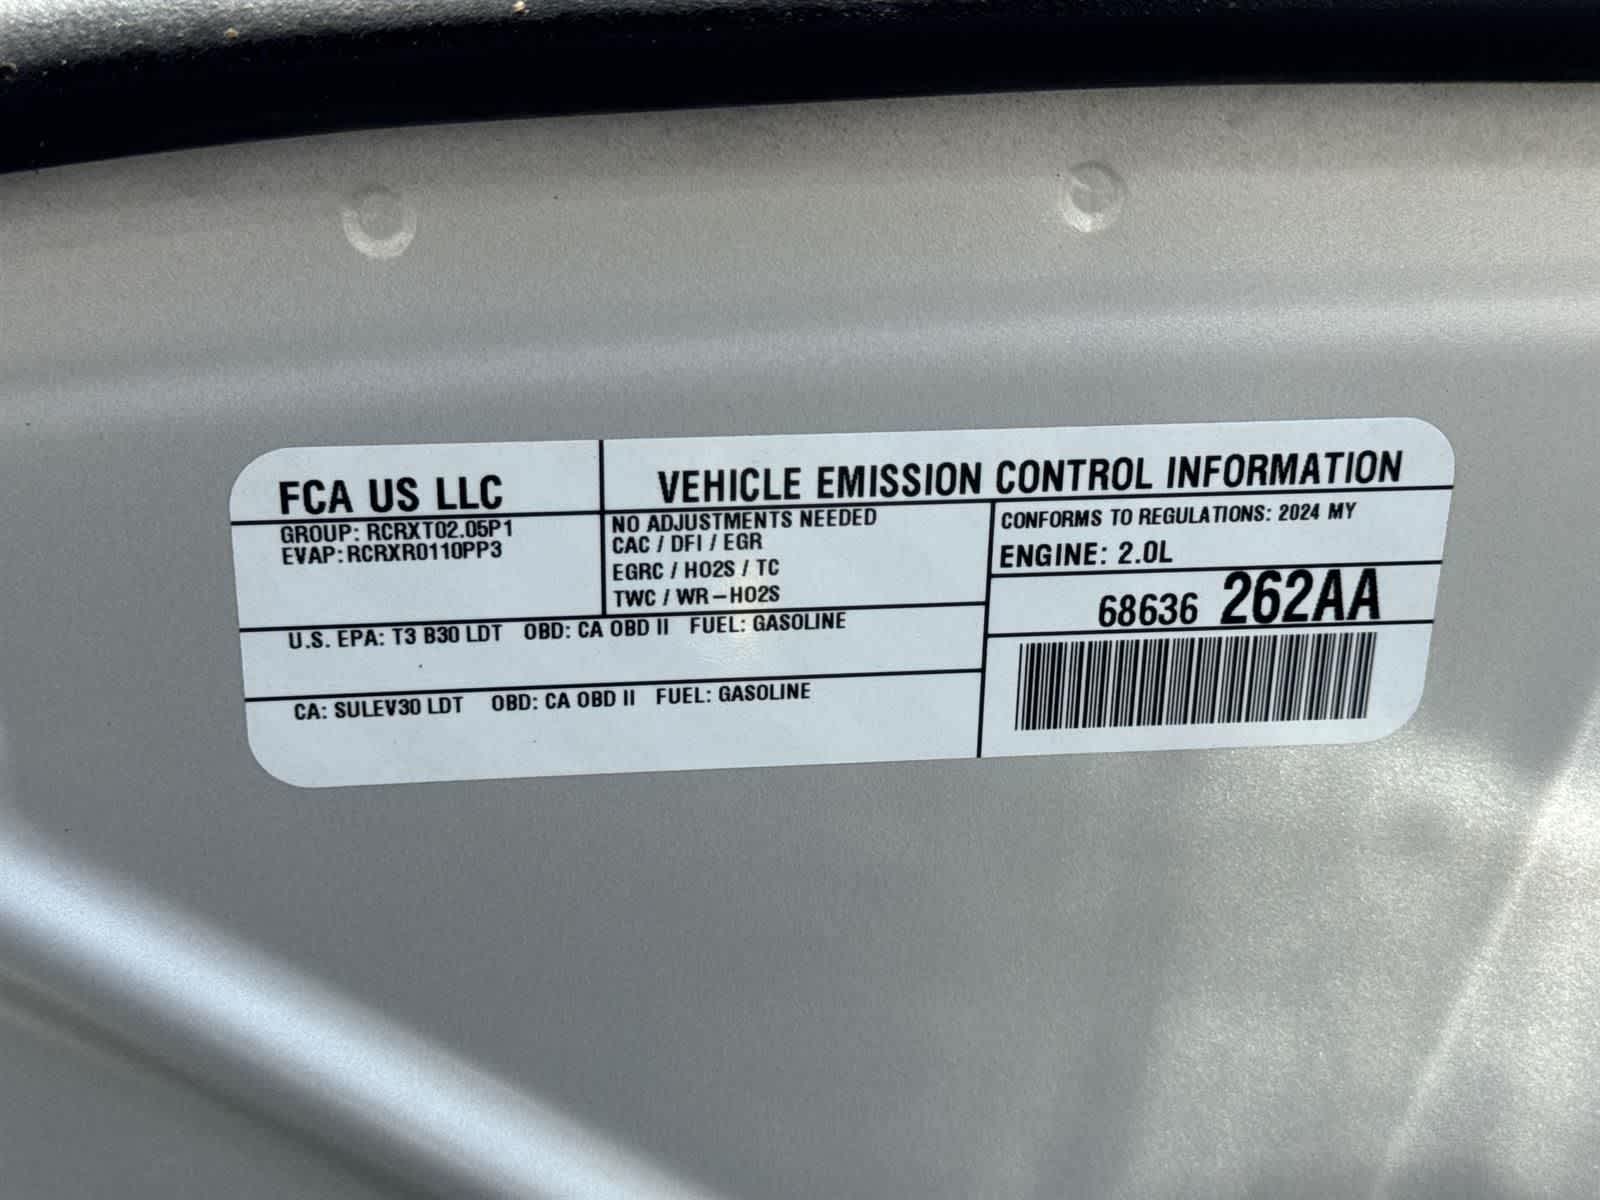 FCA US LLC
VEHICLE EMISSION CONTROL INFORMATION
GROUP: RCRXT02.05P1
EVAP: RCRXR0110PP3
NO ADJUSTMENTS NEEDED
CAC / DFI / EGR
EGRC / HO2S / TC
TWC / WR-HO2S
CONFORMS TO REGULATIONS: 2024 MY
ENGINE: 2.0L
68636 262AA
U.S. EPA: T3 B30 LDT OBD: CA OBD II FUEL: GASOLINE
CA: SULEV30 LDT OBD: CA OBD II FUEL: GASOLINE